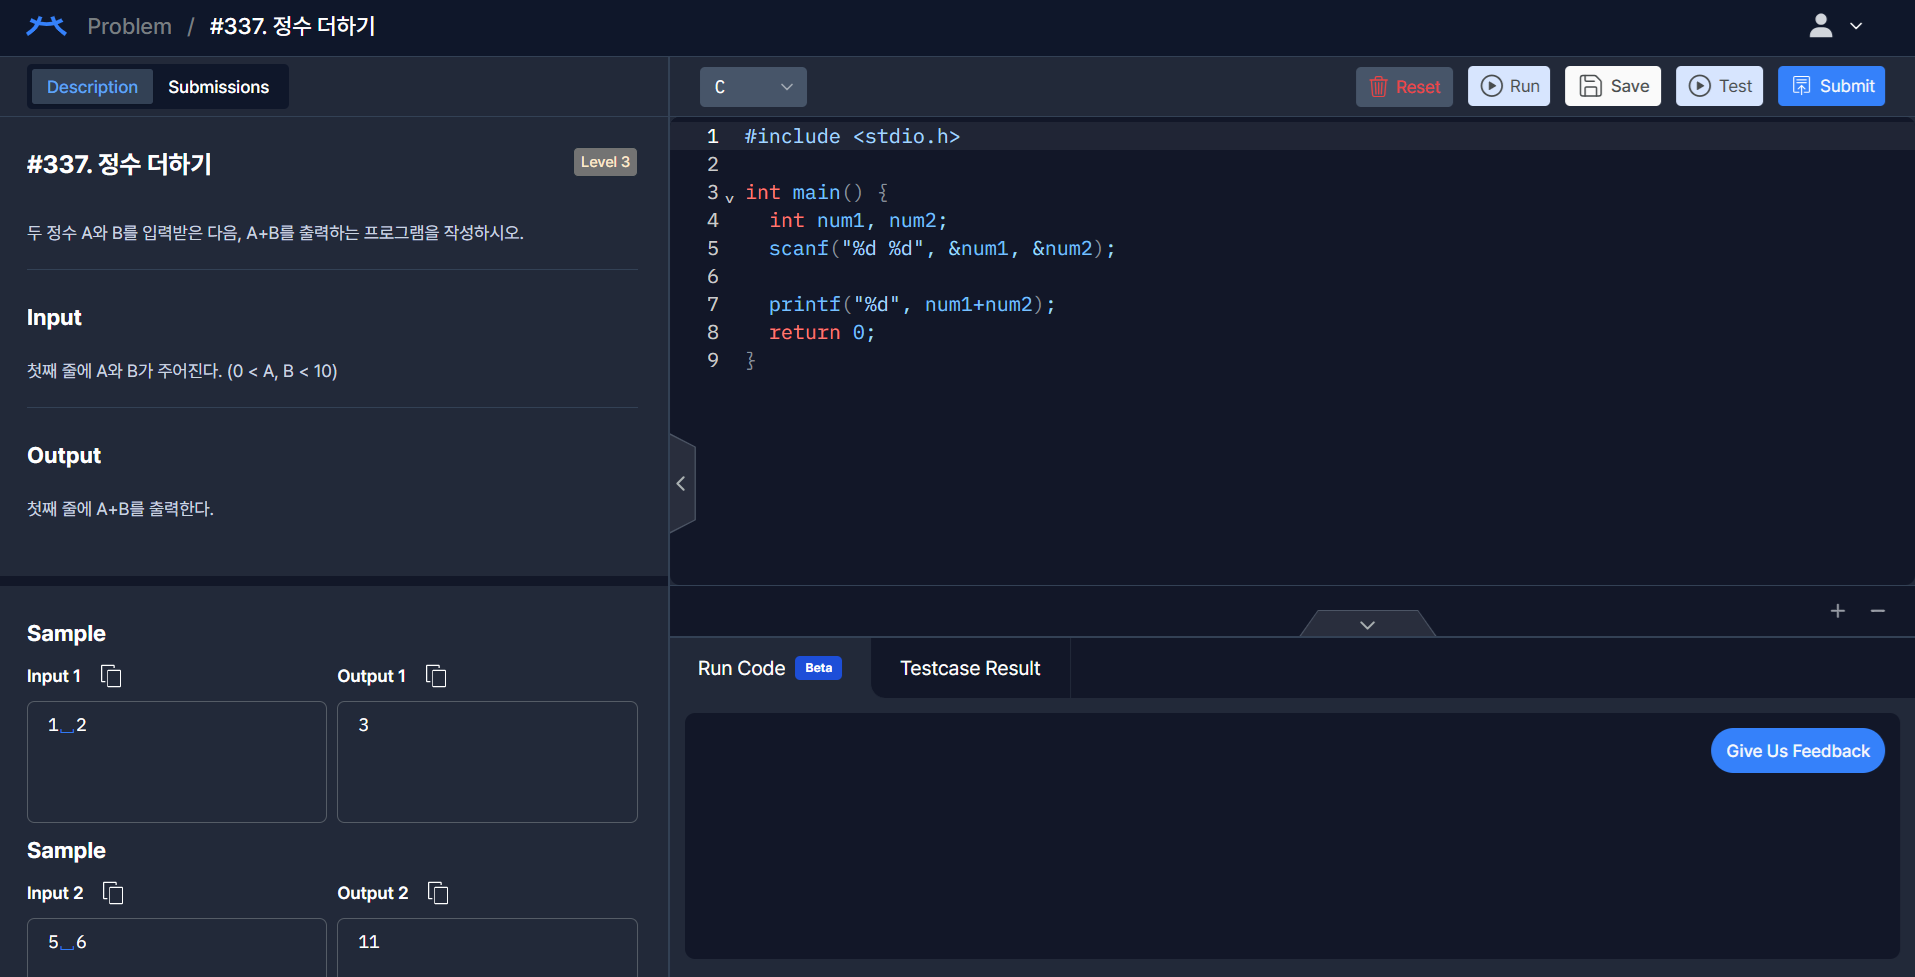 Problem / #337. 정수 더하기
Description Submissions
#337. 정수 더하기
Level 3
두 정수 A와 B를 입력받은 다음, A+B를 출력하는 프로그램을 작성하시오.
Input
첫째 줄에 A와 B가 주어진다. (0 < A, B < 10)
Output
첫째 줄에 A+B를 출력한다.
Sample
Input 1 Output 1
1 2
3
Sample
Input 2 Output 2
5 6
11
C
Reset Run Save Test Submit
1 #include <stdio.h>
2
3 int main() {
4   int num1, num2;
5   scanf("%d %d", &num1, &num2);
6
7   printf("%d", num1+num2);
8   return 0;
9 }
Run Code Beta Testcase Result
Give Us Feedback